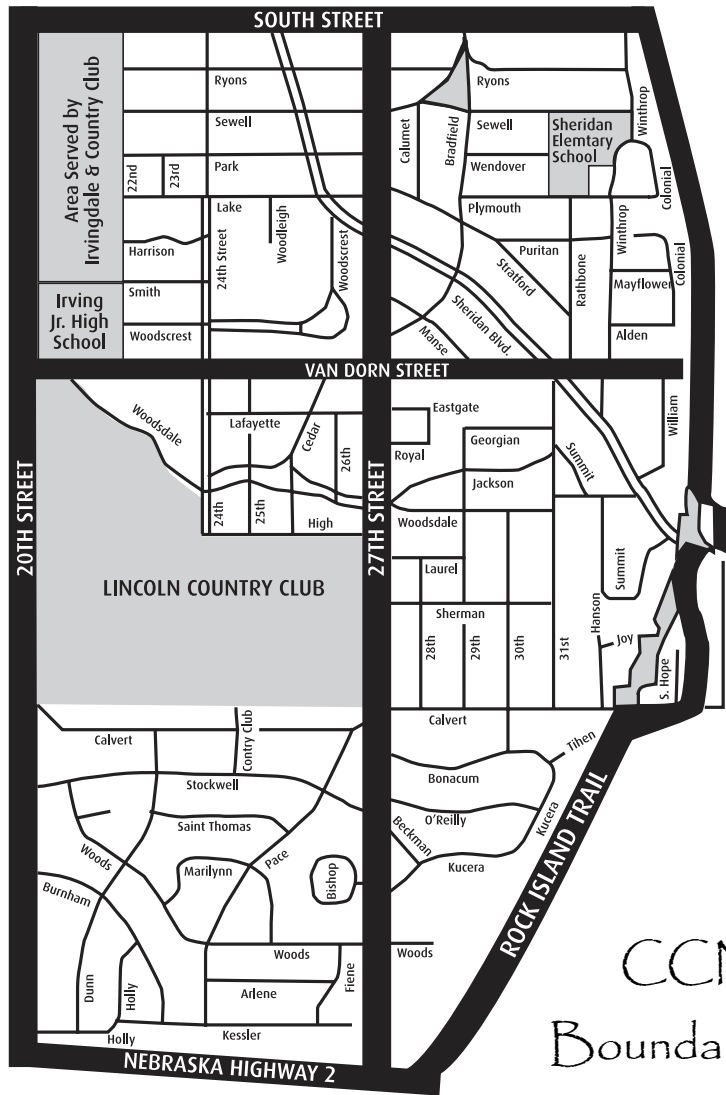 SOUTH STREET
Area Served by
Irvingdale & Country Club
Ryons
Sewell
Park
22nd
23rd
Lake
24th Street
Woodleigh
Woodscrest
Harrison
Smith
Woodscrest
Irving
Jr. High
School
Ryons
Calumet
Bradfield
Sewell
Wendover
Sheridan
Elemtary
School
Winthrop
Colonial
Plymouth
Puritan
Stratford
Rathbone
Winthrop
Colonial
Mayflower
Alden
Manse
Sheridan Blvd.
VAN DORN STREET
Woodsdale
Lafayette
Cedar
26th
24th
25th
High
20TH STREET
27TH STREET
Eastgate
Royal
Georgian
Jackson
Summit
William
Woodsdale
Laurel
Sherman
28th
29th
30th
31st
Hanson
Summit
Joy
S. Hope
LINCOLN COUNTRY CLUB
Calvert
Contry Club
Stockwell
Saint Thomas
Woods
Marilynn
Pace
Bishop
Burnham
Dunn
Holly
Woods
Arlene
Fiene
Holly
Kessler
Calvert
Tihen
Bonacum
O'Reilly
Beckman
Kucera
Kucera
Woods
ROCK ISLAND TRAIL
NEBRASKA HIGHWAY 2
CCN
Bounda